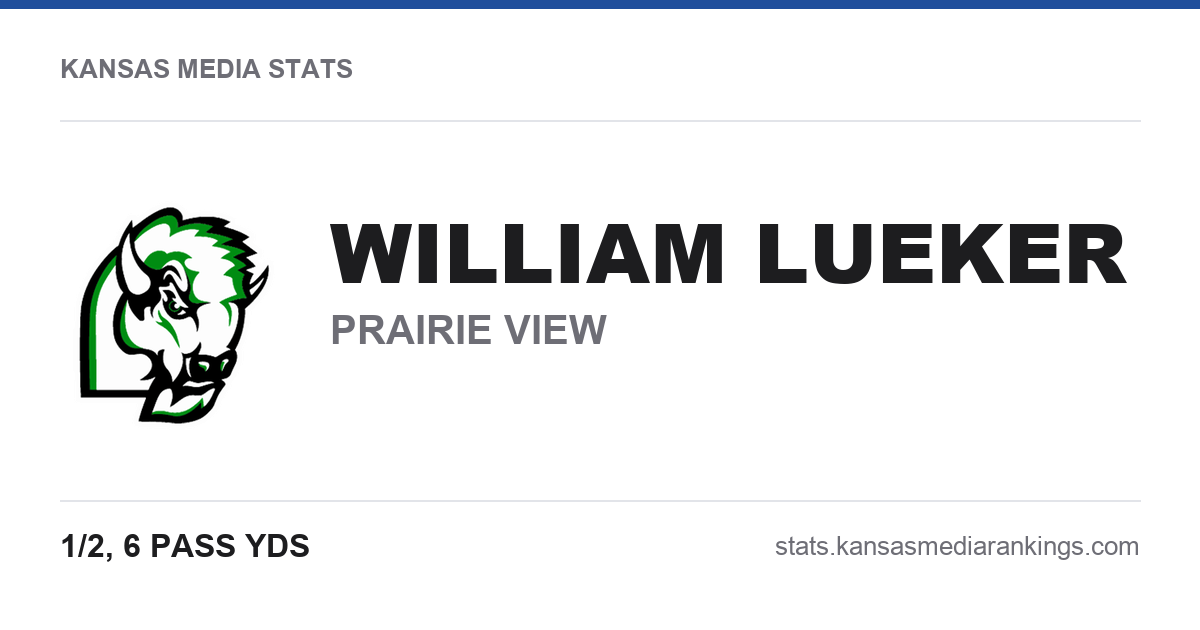 KANSAS MEDIA STATS
WILLIAM LUEKER
PRAIRIE VIEW
1/2, 6 PASS YDS
stats.kansasmediarankings.com